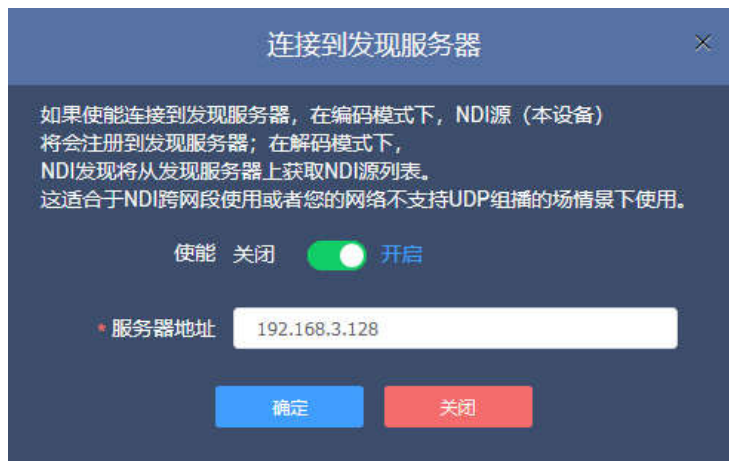 连接到发现服务器
如果使能连接到发现服务器，在编码模式下，NDI源（本设备）
将会注册到发现服务器；在解码模式下，
NDI发现将从发现服务器上获取NDI源列表。
这适合于NDI跨网段使用或者您的网络不支持UDP组播的场情景下使用。
使能 关闭 开启
* 服务器地址 192.168.3.128
确定 关闭